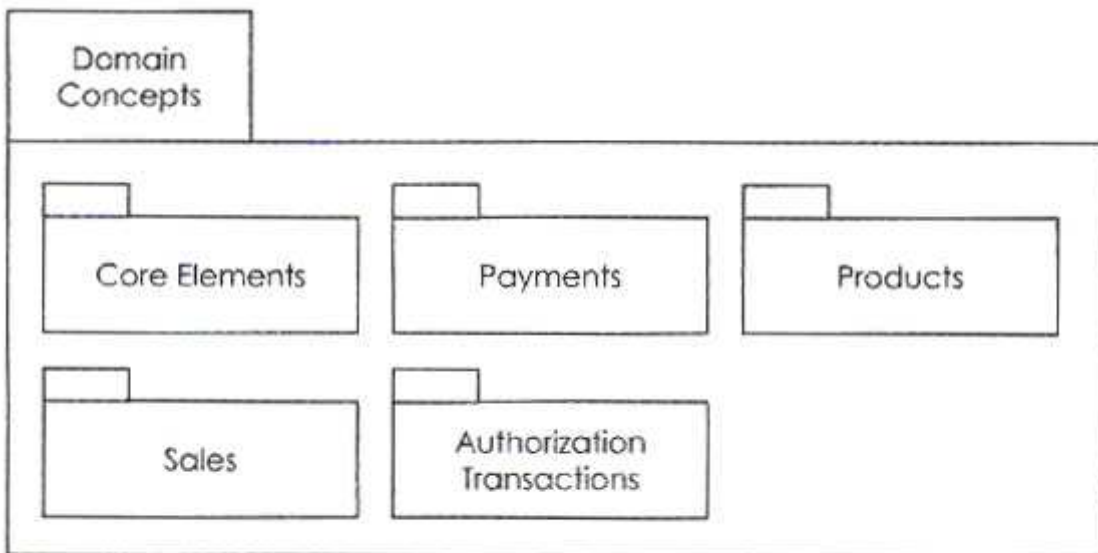 Domain
Concepts
Core Elements
Payments
Products
Sales
Authorization
Transactions